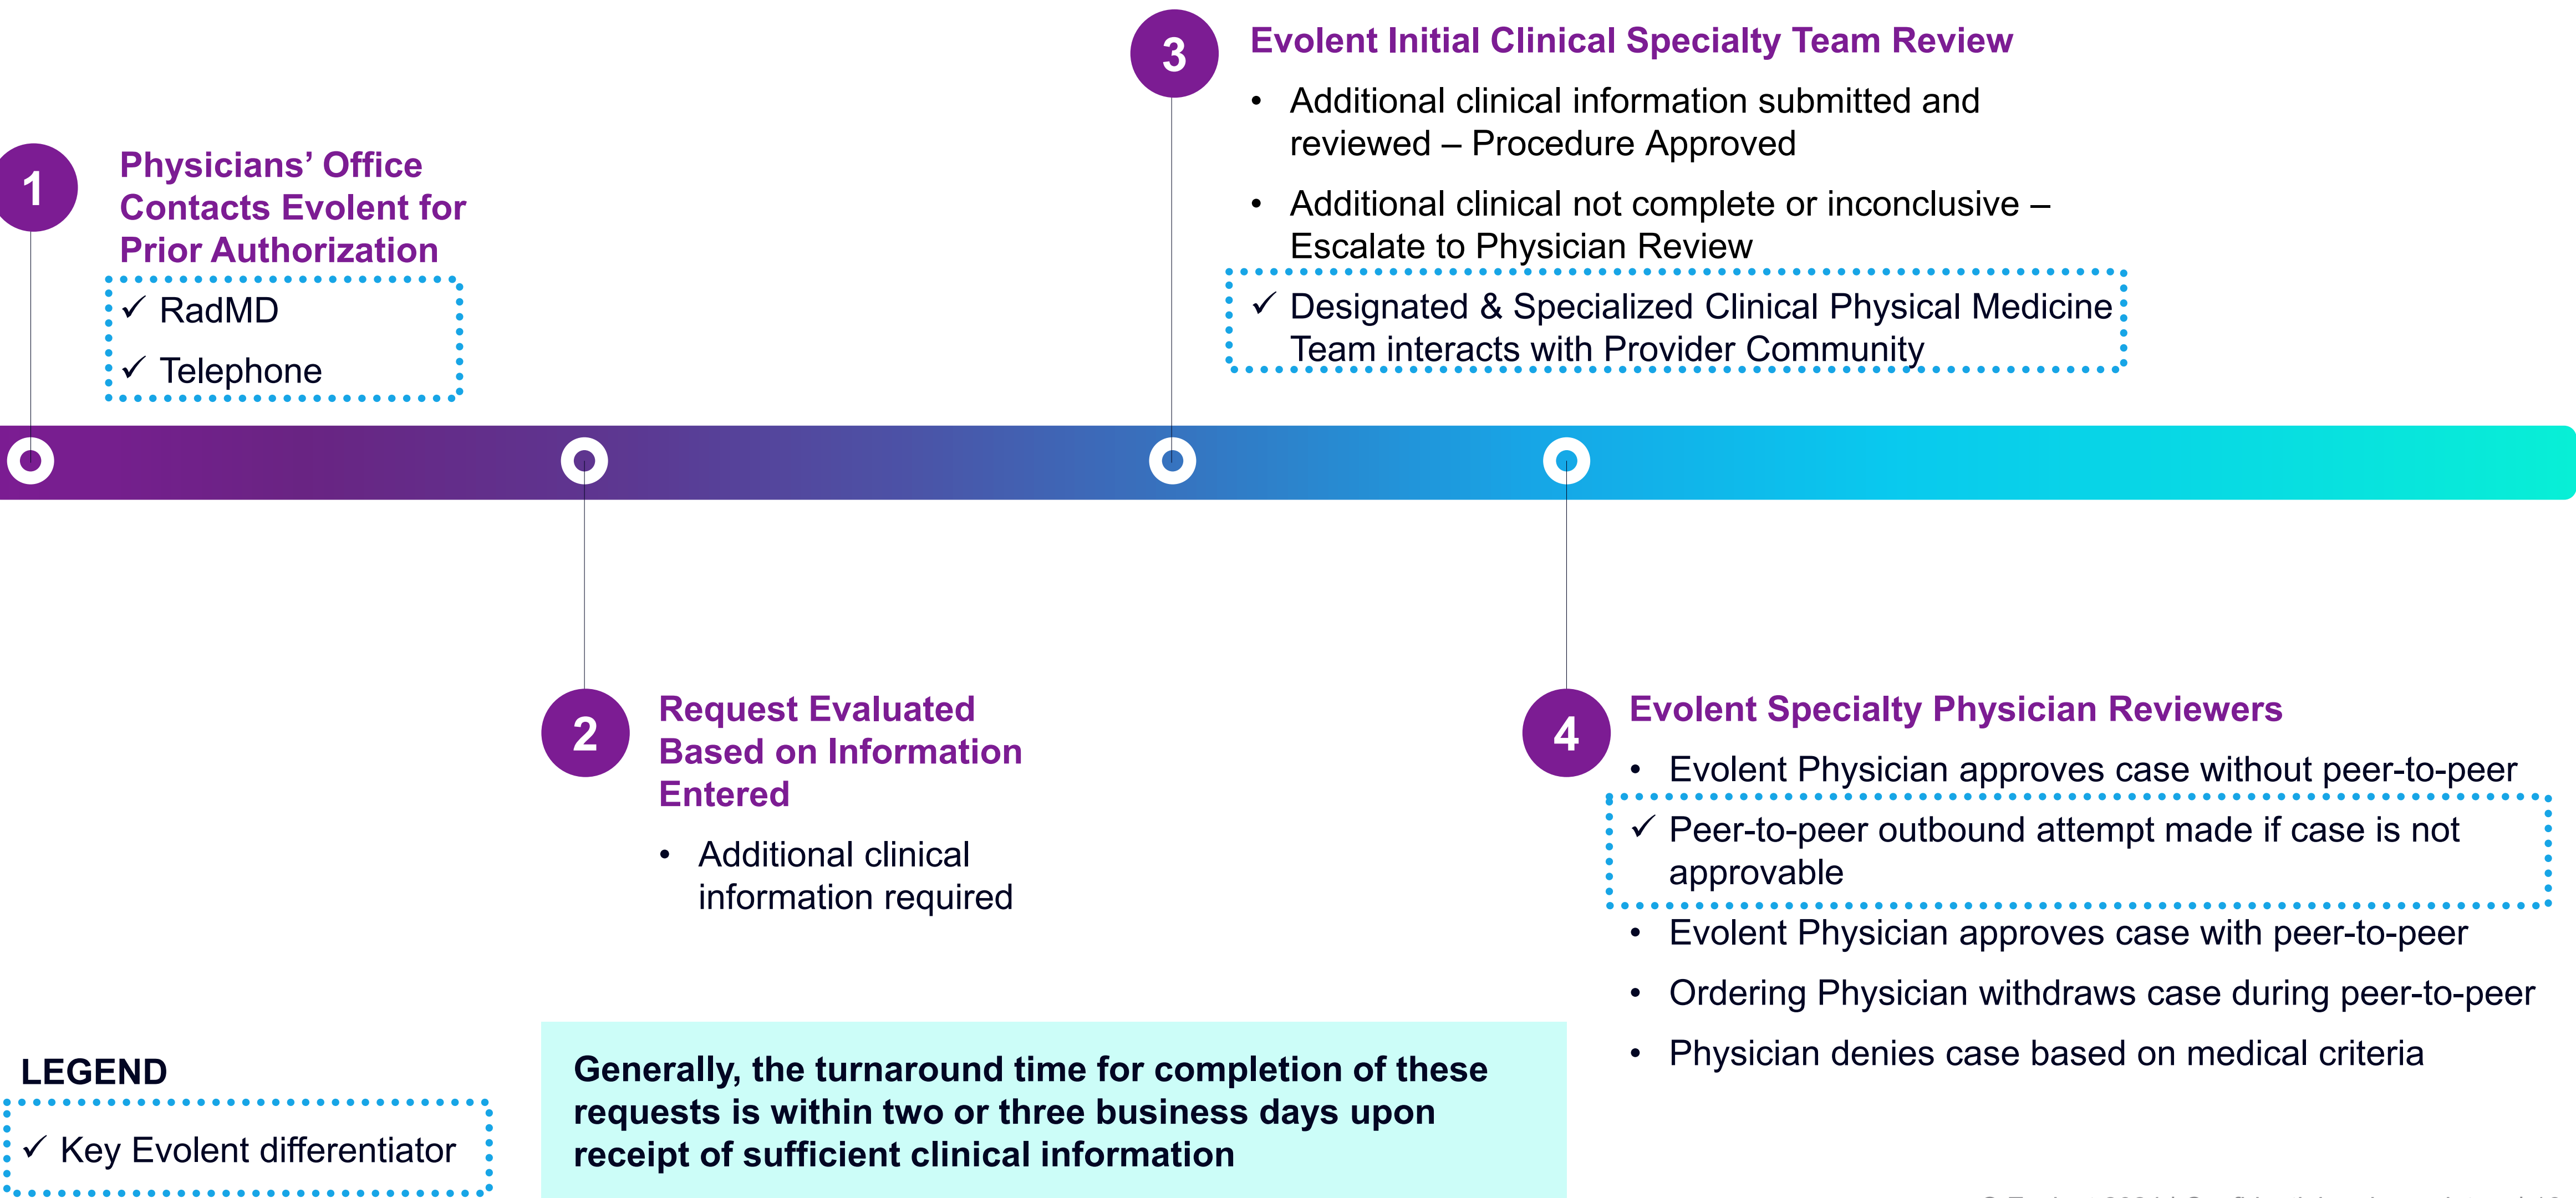 1
Physicians’ Office
Contacts Evolent for
Prior Authorization
✓ RadMD
✓ Telephone
2
Request Evaluated
Based on Information
Entered
• Additional clinical
information required
3
Evolent Initial Clinical Specialty Team Review
• Additional clinical information submitted and
reviewed – Procedure Approved
• Additional clinical not complete or inconclusive –
Escalate to Physician Review
✓ Designated & Specialized Clinical Physical Medicine
Team interacts with Provider Community
4
Evolent Specialty Physician Reviewers
• Evolent Physician approves case without peer-to-peer
✓ Peer-to-peer outbound attempt made if case is not
approvable
• Evolent Physician approves case with peer-to-peer
• Ordering Physician withdraws case during peer-to-peer
• Physician denies case based on medical criteria
LEGEND
✓ Key Evolent differentiator
Generally, the turnaround time for completion of these
requests is within two or three business days upon
receipt of sufficient clinical information